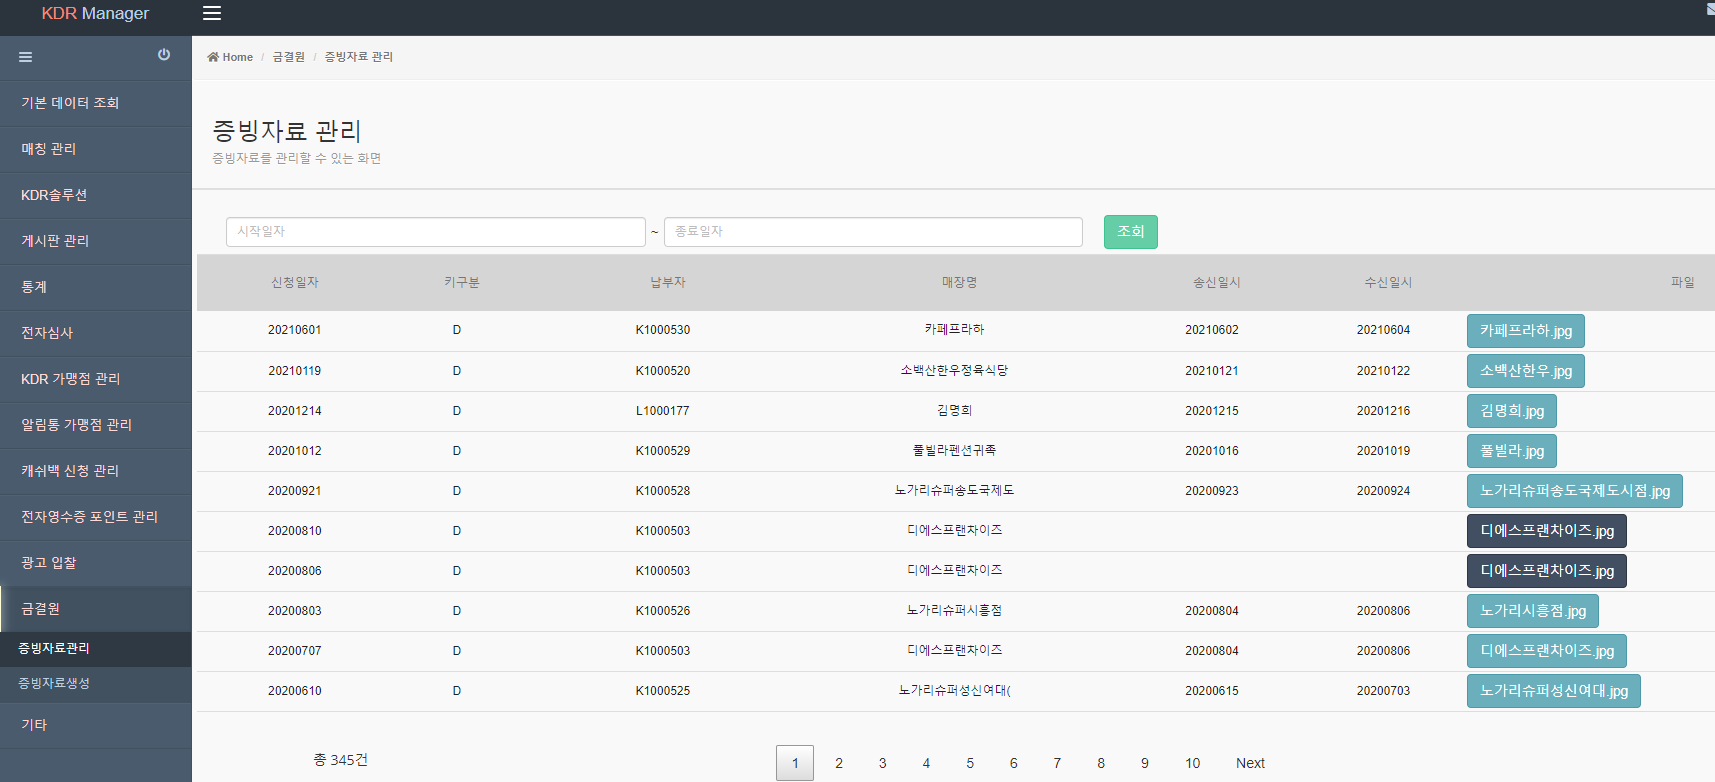 KDR Manager
Home / 금결원 / 증빙자료 관리
기본 데이터 조회
매칭 관리
KDR솔루션
게시판 관리
통계
전자심사
KDR 가맹점 관리
알림통 가맹점 관리
캐쉬백 신청 관리
전자영수증 포인트 관리
광고 입찰
금결원
증빙자료관리
증빙자료생성
기타
증빙자료 관리
증빙자료를 관리할 수 있는 화면
시작일자 ~ 종료일자 조회
신청일자 키구분 납부자 매장명 송신일시 수신일시 파일
20210601 D K1000530 카페프라하 20210602 20210604 카페프라하.jpg
20210119 D K1000520 소백산한우정육식당 20210121 20210122 소백산한우.jpg
20201214 D L1000177 김명희 20201215 20201216 김명희.jpg
20201012 D K1000529 풀빌라펜션귀족 20201016 20201019 풀빌라.jpg
20200921 D K1000528 노가리슈퍼송도국제도 20200923 20200924 노가리슈퍼송도국제도시점.jpg
20200810 D K1000503 디에스프랜차이즈 디에스프랜차이즈.jpg
20200806 D K1000503 디에스프랜차이즈 디에스프랜차이즈.jpg
20200803 D K1000526 노가리슈퍼시흥점 20200804 20200806 노가리시흥점.jpg
20200707 D K1000503 디에스프랜차이즈 20200804 20200806 디에스프랜차이즈.jpg
20200610 D K1000525 노가리슈퍼성신여대( 20200615 20200703 노가리슈퍼성신여대.jpg
총 345건
1 2 3 4 5 6 7 8 9 10 Next